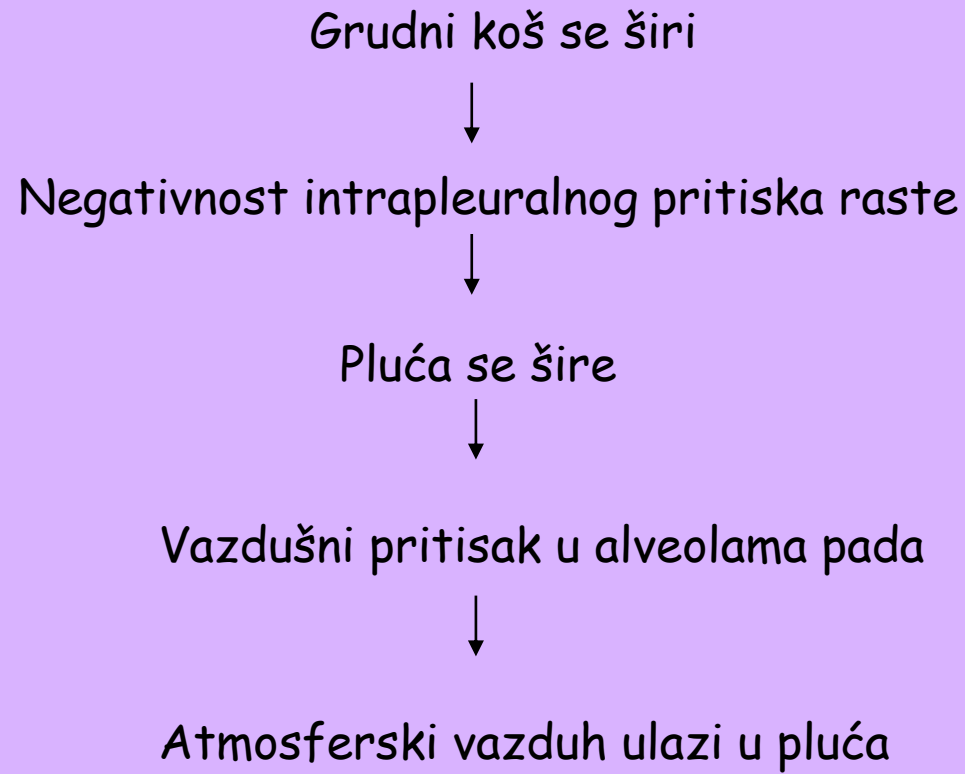 Grudni koš se širi
Negativnost intrapleuralnog pritiska raste
Pluća se šire
Vazdušni pritisak u alveolama pada
Atmosferski vazduh ulazi u pluća